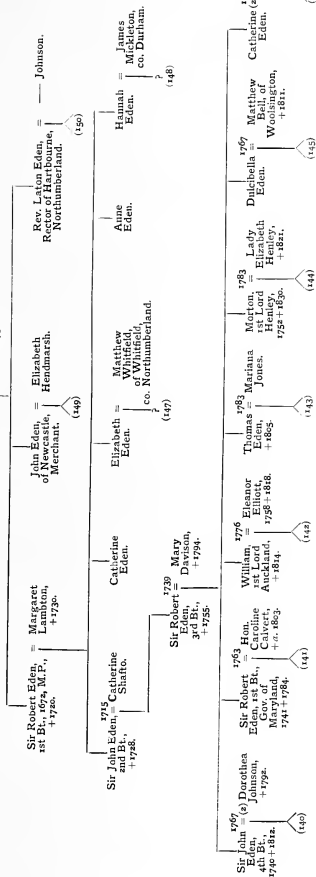 Sir Robert Eden,
1st Bt., 1672, M.P.,
+1720.
=
Margaret
Lambton,
+1730.
John Eden,
of Newcastle,
Merchant.
=
Elizabeth
Hendmarsh.
(149)
Rev. Laton Eden,
Rector of Hartbourne,
Northumberland.
=
—— Johnson.
(150)
1715
Sir John Eden, = Catherine
2nd Bt., Shafto.
+1728.
Catherine
Eden.
Elizabeth =
Eden.
Matthew
Whitfield,
of Whitfield,
co. Northumberland.
?
(147)
Anne
Eden.
Hannah =
Eden.
James
Mickleton,
co. Durham.
?
(148)
1739
Sir Robert =
Eden,
3rd Bt.,
+1755.
Mary
Davison,
+1794.
1767
Sir John = (2) Dorothea
Eden, Johnson,
4th Bt., +1792.
1740+1812.
(140)
1763
Sir Robert =
Eden, 1st Bt.,
Gov. of
Maryland,
1741+1784.
Hon.
Caroline
Calvert,
+a. 1803.
(141)
1776
William, =
1st Lord
Auckland,
+1814.
Eleanor
Elliott,
1758+1818.
(142)
1783
Thomas =
Eden,
+1805.
Mariana
Jones.
(143)
1783
Morton, =
1st Lord
Henley,
1752+1830.
Lady
Elizabeth
Henley,
+1821.
(144)
1767
Dulcibella =
Eden.
Matthew
Bell, of
Woolsington,
+1811.
(145)
Catherine (2
Eden.